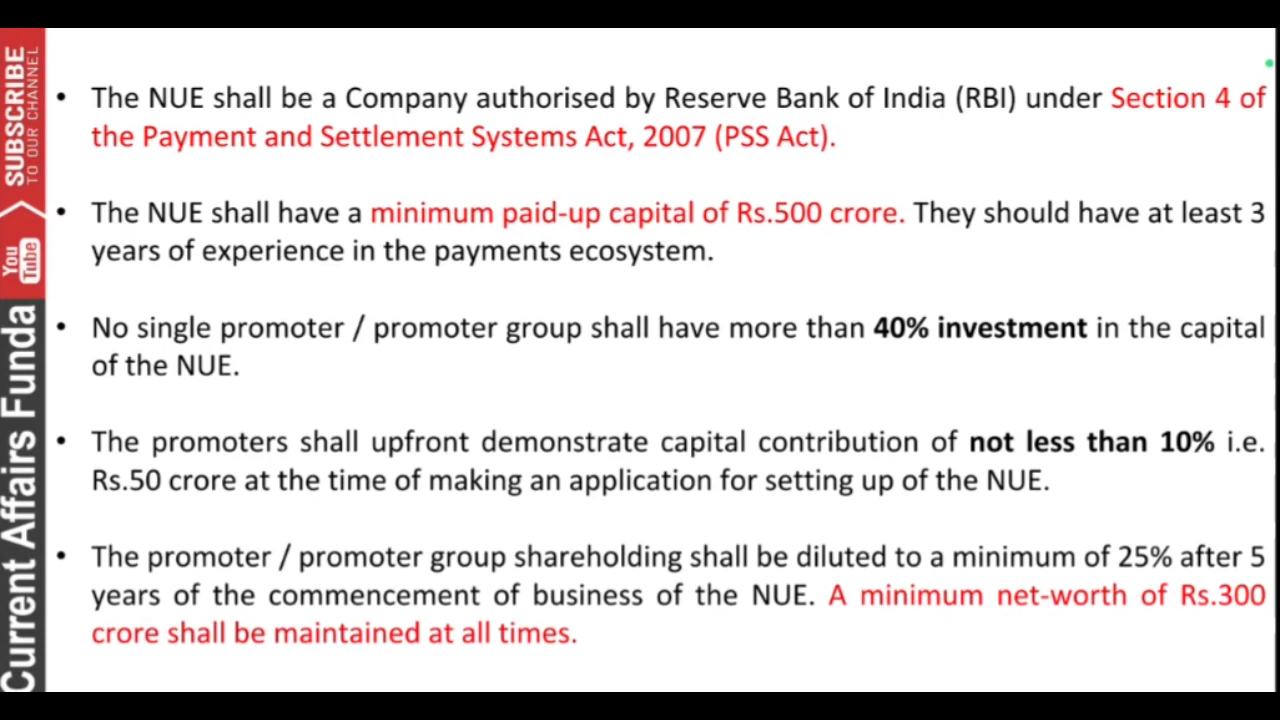 • The NUE shall be a Company authorised by Reserve Bank of India (RBI) under Section 4 of
the Payment and Settlement Systems Act, 2007 (PSS Act).
• The NUE shall have a minimum paid-up capital of Rs.500 crore. They should have at least 3
years of experience in the payments ecosystem.
• No single promoter / promoter group shall have more than 40% investment in the capital
of the NUE.
• The promoters shall upfront demonstrate capital contribution of not less than 10% i.e.
Rs.50 crore at the time of making an application for setting up of the NUE.
• The promoter / promoter group shareholding shall be diluted to a minimum of 25% after 5
years of the commencement of business of the NUE. A minimum net-worth of Rs.300
crore shall be maintained at all times.
Current Affairs Funda
You Tube
SUBSCRIBE
TO OUR CHANNEL